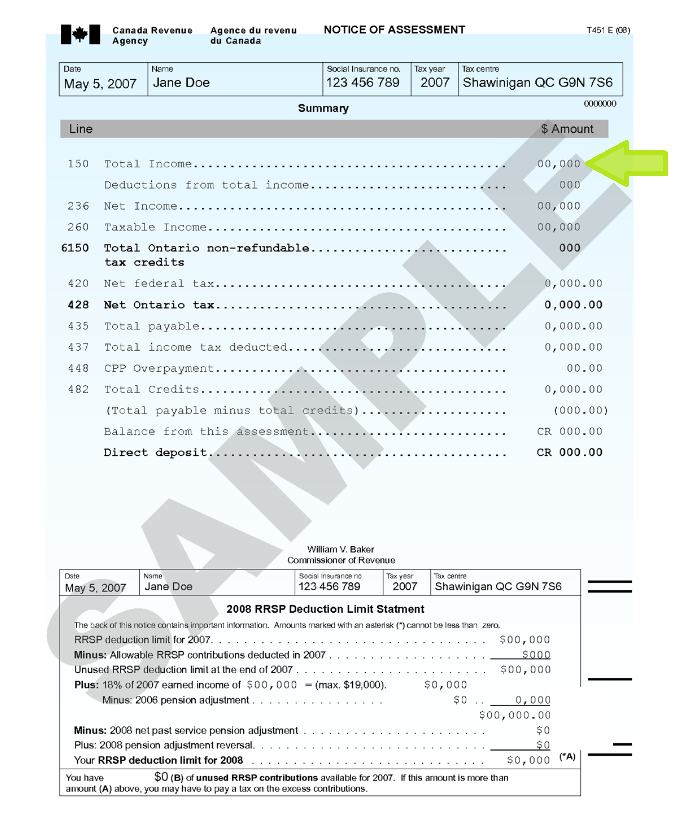 Canada Revenue Agency Agence du revenu du Canada NOTICE OF ASSESSMENT T451 E (08)
Date Name Social Insurance no. Tax year Tax centre
May 5, 2007 Jane Doe 123 456 789 2007 Shawinigan QC G9N 7S6
Summary 0000000
Line $ Amount
150 Total Income.................................. 00,000
Deductions from total income...................... 000
236 Net Income.................................... 00,000
260 Taxable Income................................ 00,000
6150 Total Ontario non-refundable................. 000
tax credits
420 Net federal tax............................... 0,000.00
428 Net Ontario tax............................... 0,000.00
435 Total payable................................. 0,000.00
437 Total income tax deducted..................... 0,000.00
448 CPP Overpayment............................... 00.00
482 Total Credits................................. 0,000.00
(Total payable minus total credits)............... (000.00)
Balance from this assessment...................... CR 000.00
Direct deposit.................................... CR 000.00
SAMPLE
William V. Baker
Commissioner of Revenue
Date Name Social Insurance no. Tax year Tax centre
May 5, 2007 Jane Doe 123 456 789 2007 Shawinigan QC G9N 7S6
2008 RRSP Deduction Limit Statment
The back of this notice contains important information. Amounts marked with an asterisk (*) cannot be less than zero.
RRSP deduction limit for 2007. . . . . . . . . . . . . . . . $00,000
Minus: Allowable RRSP contributions deducted in 2007 . . . . . . . . . . $000
Unused RRSP deduction limit at the end of 2007 . . . . . . . . . . . . $00,000
Plus: 18% of 2007 earned income of $00,000 = (max. $19,000). $0,000
Minus: 2006 pension adjustment . . . . . . . . . . $0 .. 0,000
$00,000.00
Minus: 2008 net past service pension adjustment . . . . . . . . . . . . $0
Plus: 2008 pension adjustment reversal. . . . . . . . . . . . . . $0
Your RRSP deduction limit for 2008 . . . . . . . . . . . . . . $0,000 (*A)
You have $0 (B) of unused RRSP contributions available for 2007. If this amount is more than
amount (A) above, you may have to pay a tax on the excess contributions.